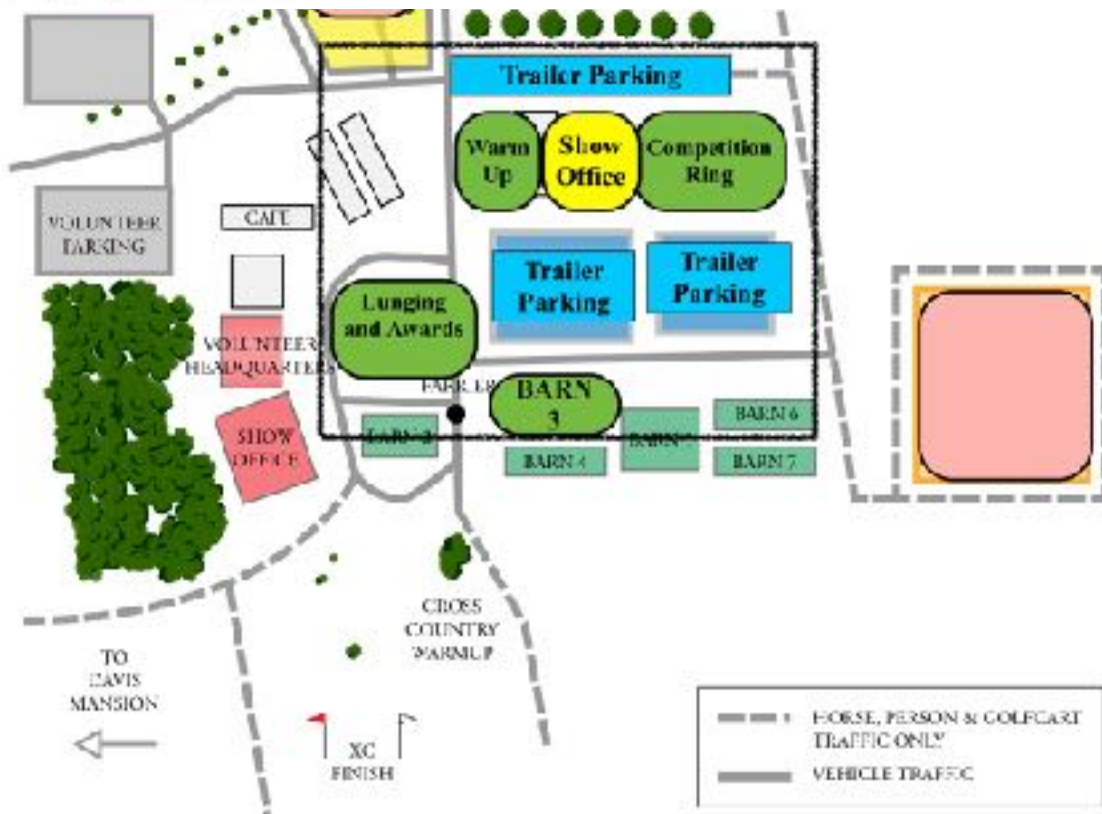 Trailer Parking
Warm
Up
Show
Office
Competition
Ring
VOLUNTEER
PARKING
CAFE
Trailer
Parking
Trailer
Parking
Lunging
and Awards
VOLUNTEER
HEADQUARTERS
FARRIER
BARN
3
BARN 6
SHOW
OFFICE
BARN
BARN
BARN 4
BARN 7
CROSS
COUNTRY
WARMUP
TO
DAVIS
MANSION
XC
FINISH
HORSE, PERSON & GOLFCART
TRAFFIC ONLY
VEHICLE TRAFFIC